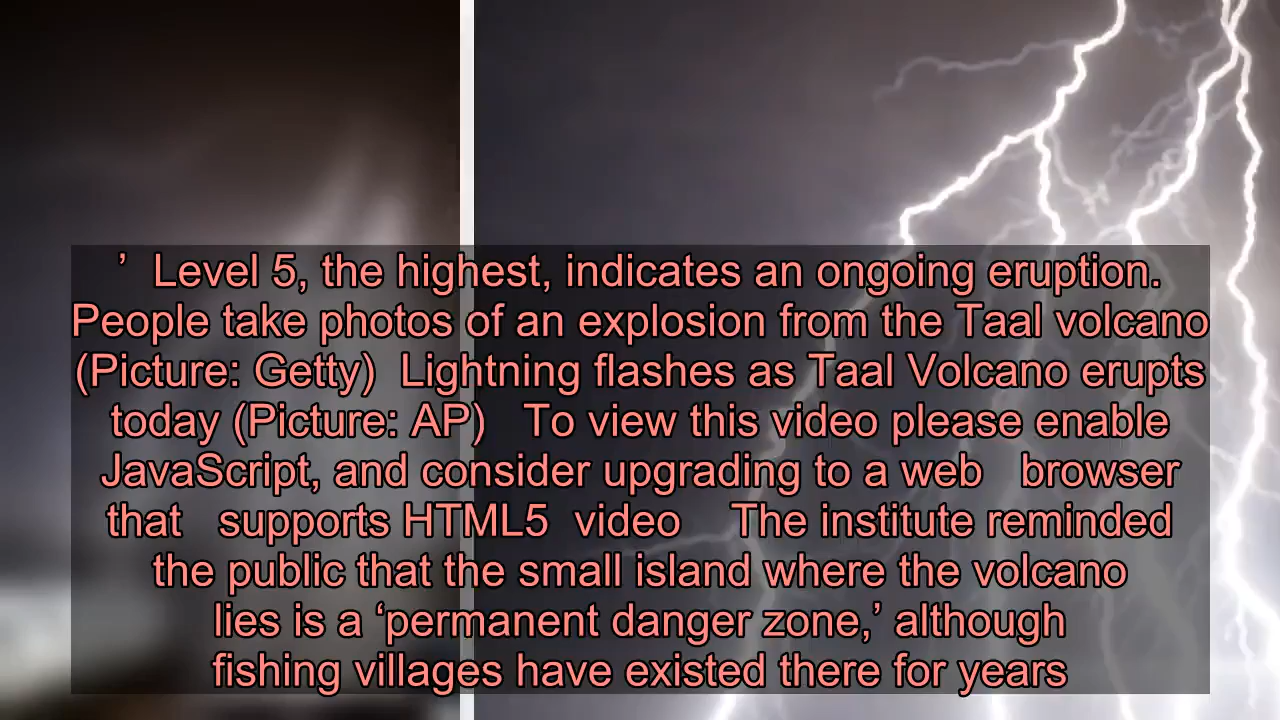 ’ Level 5, the highest, indicates an ongoing eruption.
People take photos of an explosion from the Taal volcano
(Picture: Getty) Lightning flashes as Taal Volcano erupts
today (Picture: AP) To view this video please enable
JavaScript, and consider upgrading to a web browser
that supports HTML5 video The institute reminded
the public that the small island where the volcano
lies is a ‘permanent danger zone,’ although
fishing villages have existed there for years